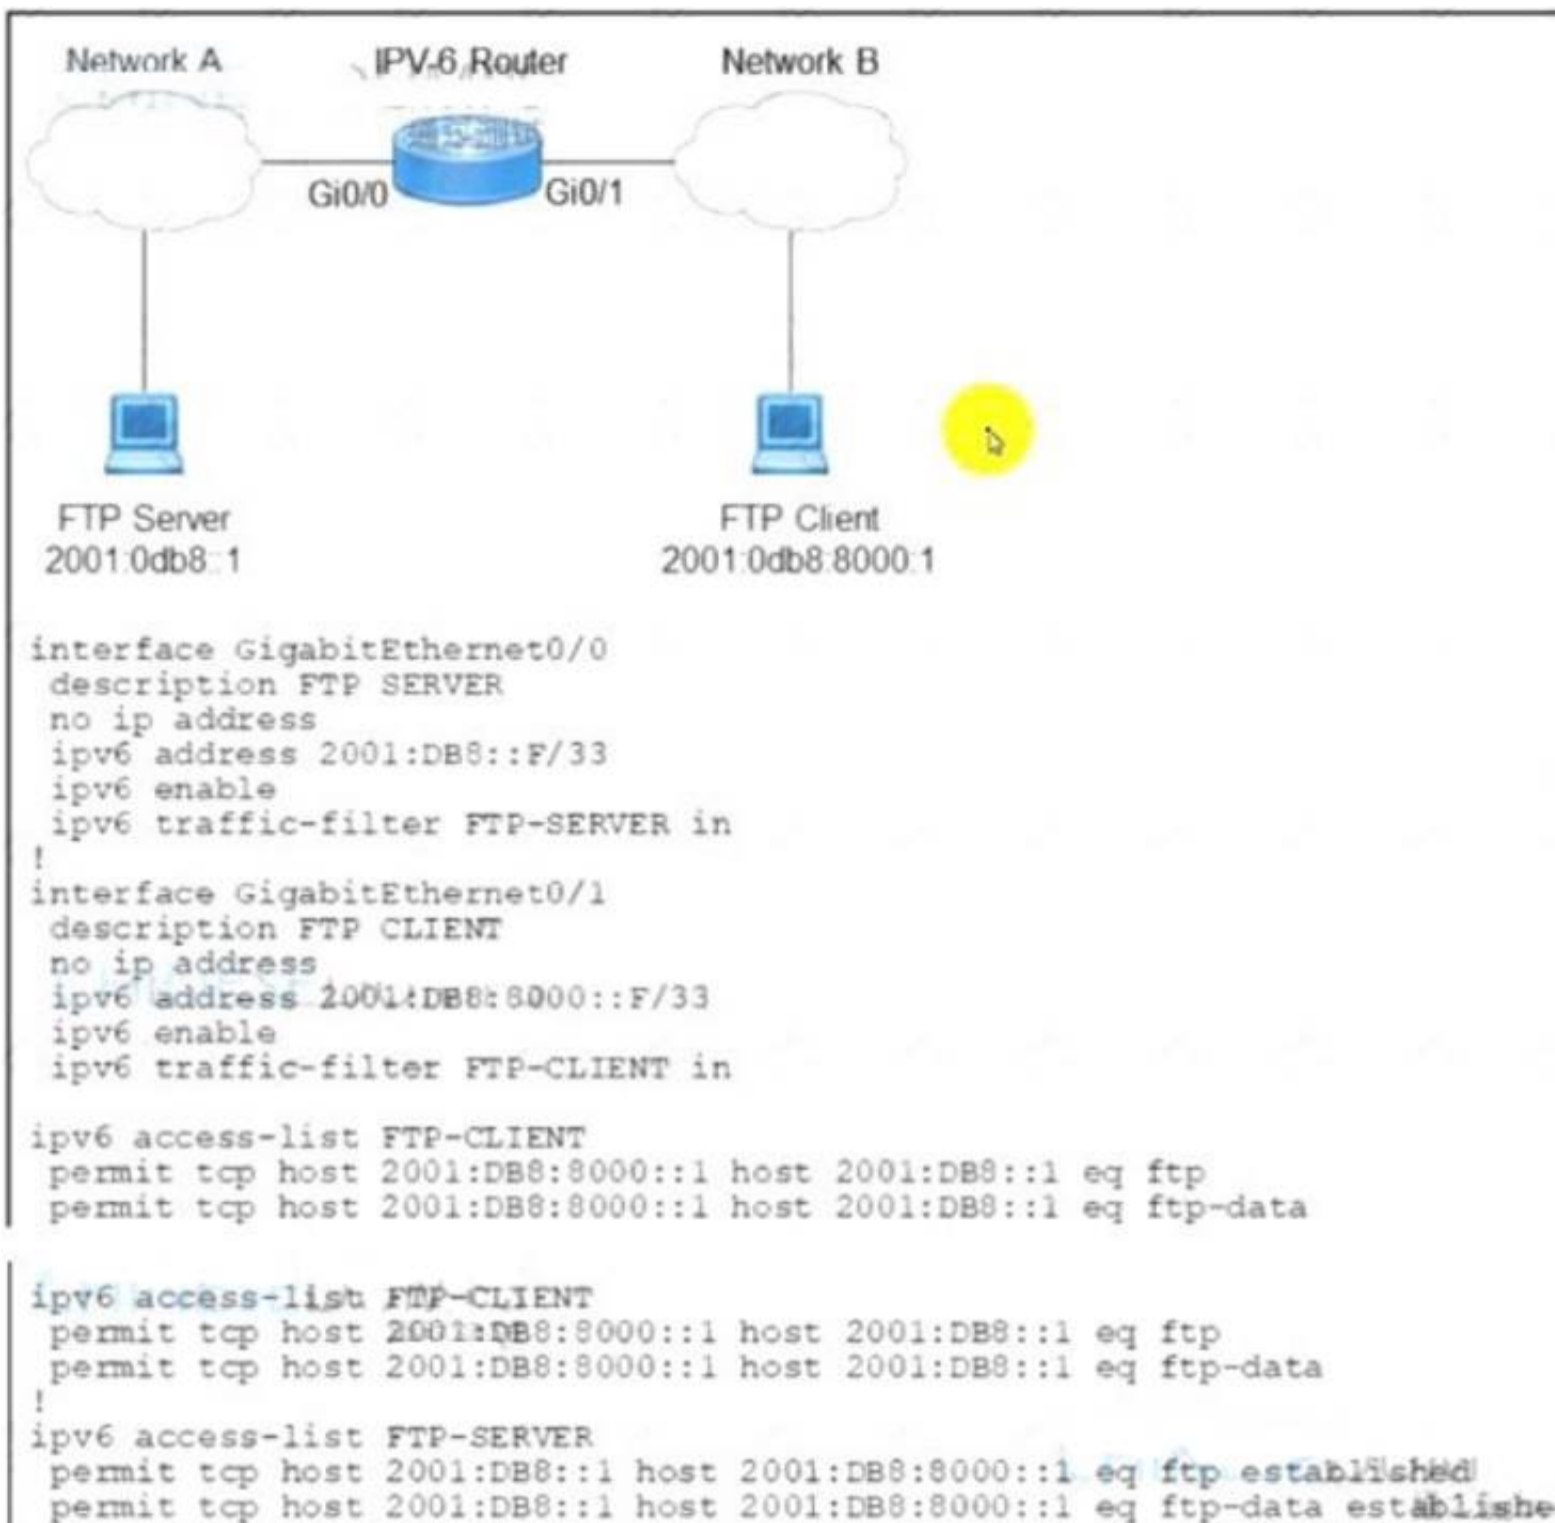 Network A IPV-6 Router Network B
Gi0/0 Gi0/1
FTP Server FTP Client
2001:0db8::1 2001:0db8:8000:1
interface GigabitEthernet0/0
description FTP SERVER
no ip address
ipv6 address 2001:DB8::F/33
ipv6 enable
ipv6 traffic-filter FTP-SERVER in
!
interface GigabitEthernet0/1
description FTP CLIENT
no ip address
ipv6 address 2001:DB8:8000::F/33
ipv6 enable
ipv6 traffic-filter FTP-CLIENT in
ipv6 access-list FTP-CLIENT
permit tcp host 2001:DB8:8000::1 host 2001:DB8::1 eq ftp
permit tcp host 2001:DB8:8000::1 host 2001:DB8::1 eq ftp-data
ipv6 access-list FTP-CLIENT
permit tcp host 2001:DB8:8000::1 host 2001:DB8::1 eq ftp
permit tcp host 2001:DB8:8000::1 host 2001:DB8::1 eq ftp-data
!
ipv6 access-list FTP-SERVER
permit tcp host 2001:DB8::1 host 2001:DB8:8000::1 eq ftp established
permit tcp host 2001:DB8::1 host 2001:DB8:8000::1 eq ftp-data establishe